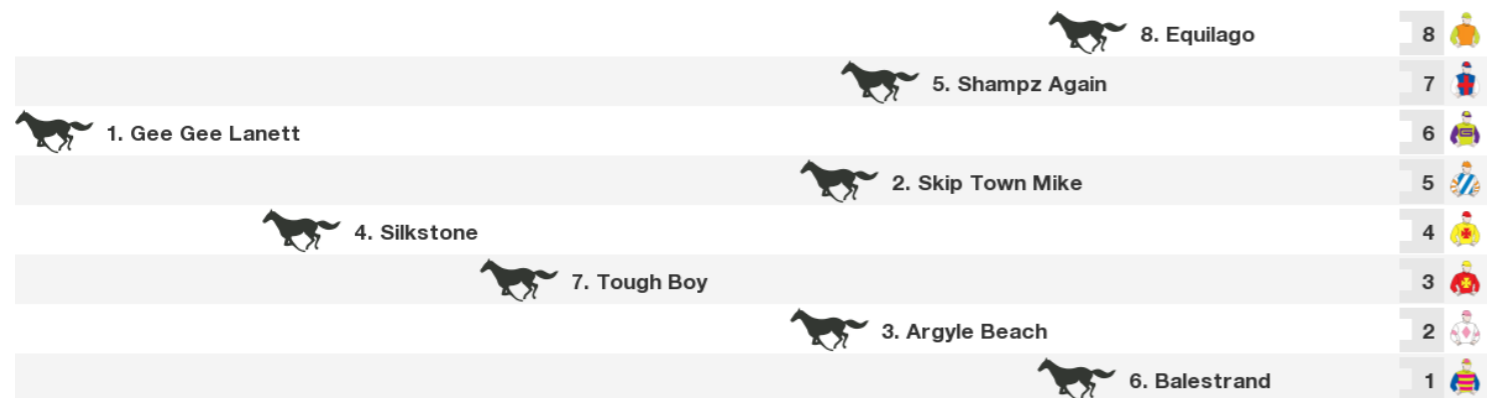 8. Equilago 8
5. Shampz Again 7
1. Gee Gee Lanett 6
2. Skip Town Mike 5
4. Silkstone 4
7. Tough Boy 3
3. Argyle Beach 2
6. Balestrand 1